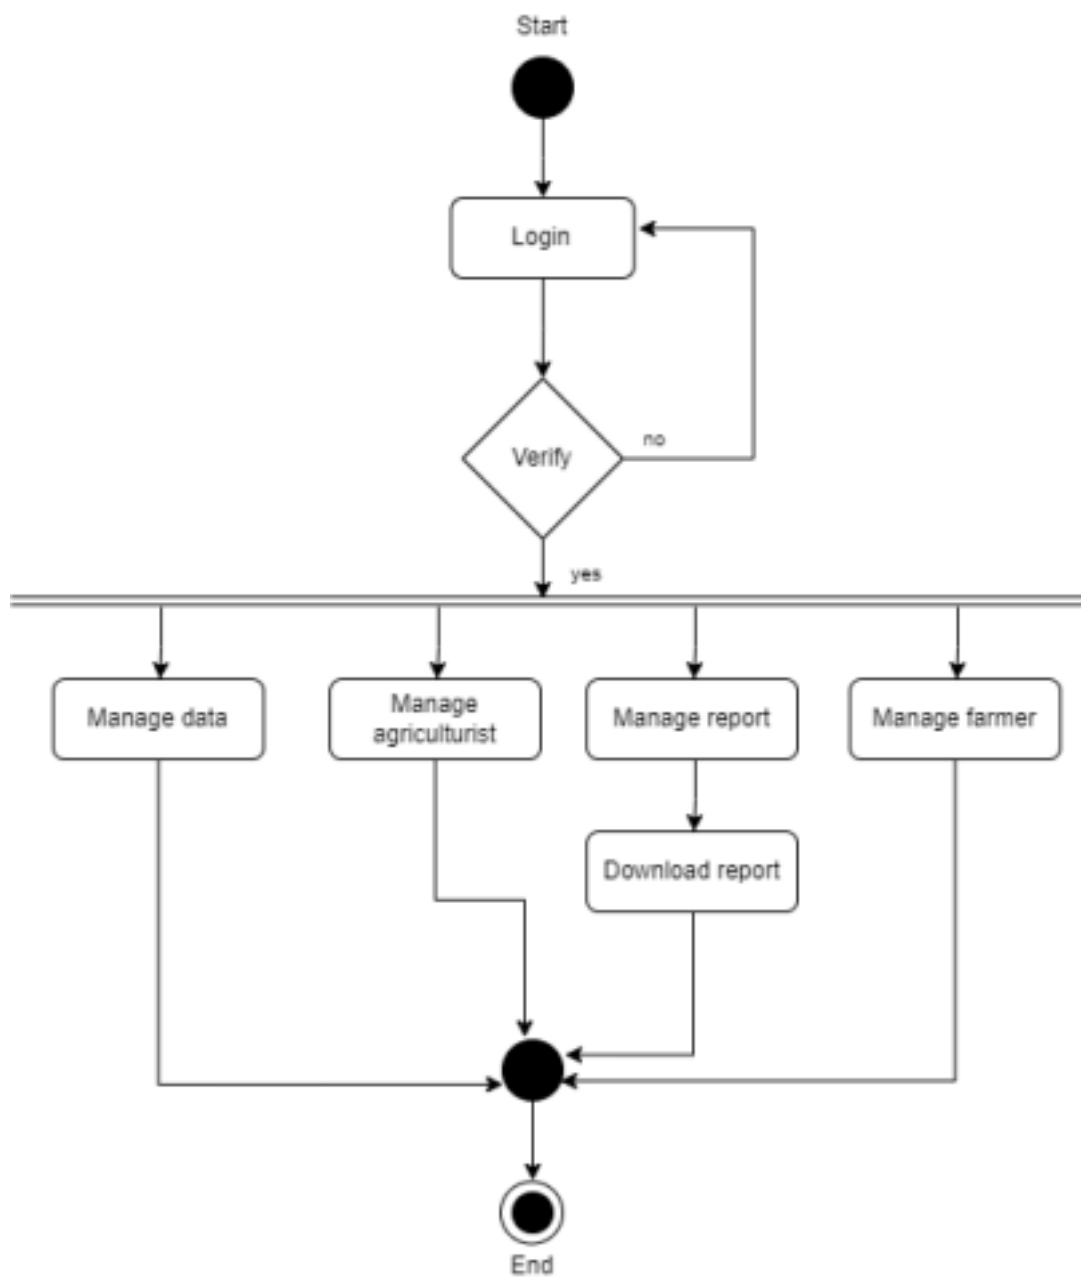 Start
Login
Verify
no
yes
Manage data
Manage
agriculturist
Manage report
Manage farmer
Download report
End